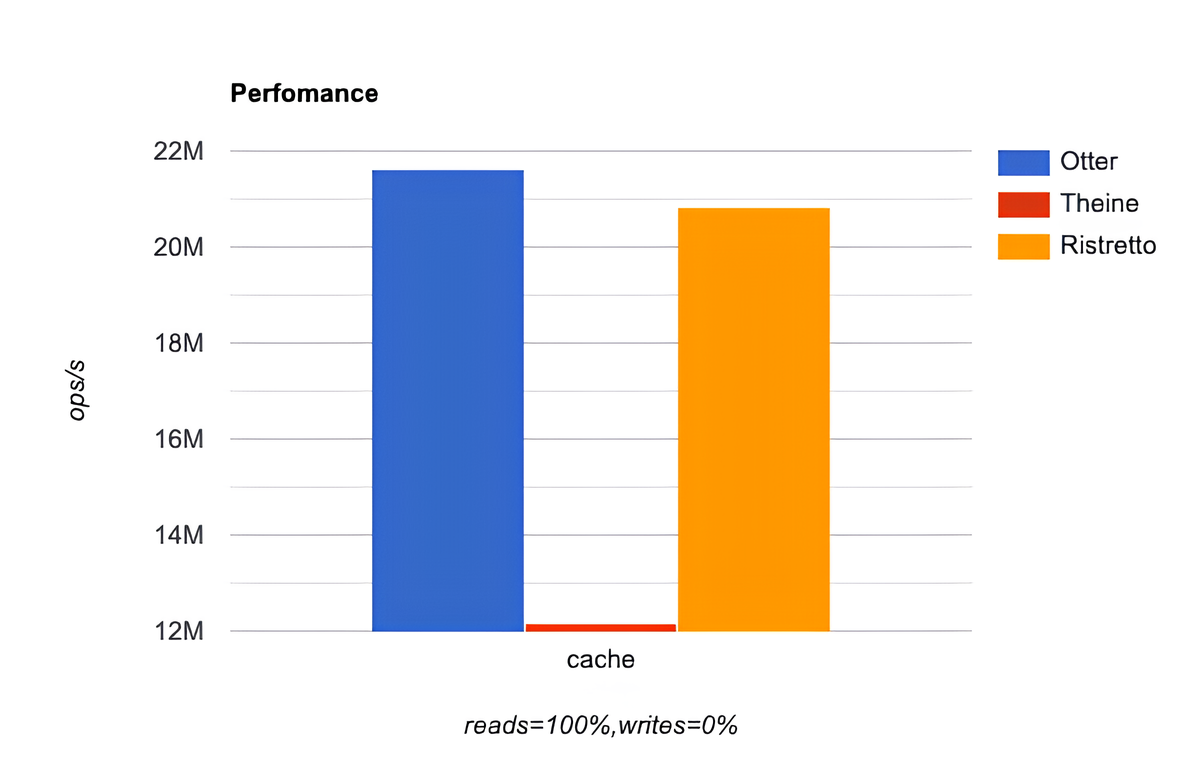 Perfomance
22M
20M
18M
16M
14M
12M
ops/s
cache
reads=100%,writes=0%
Otter
Theine
Ristretto